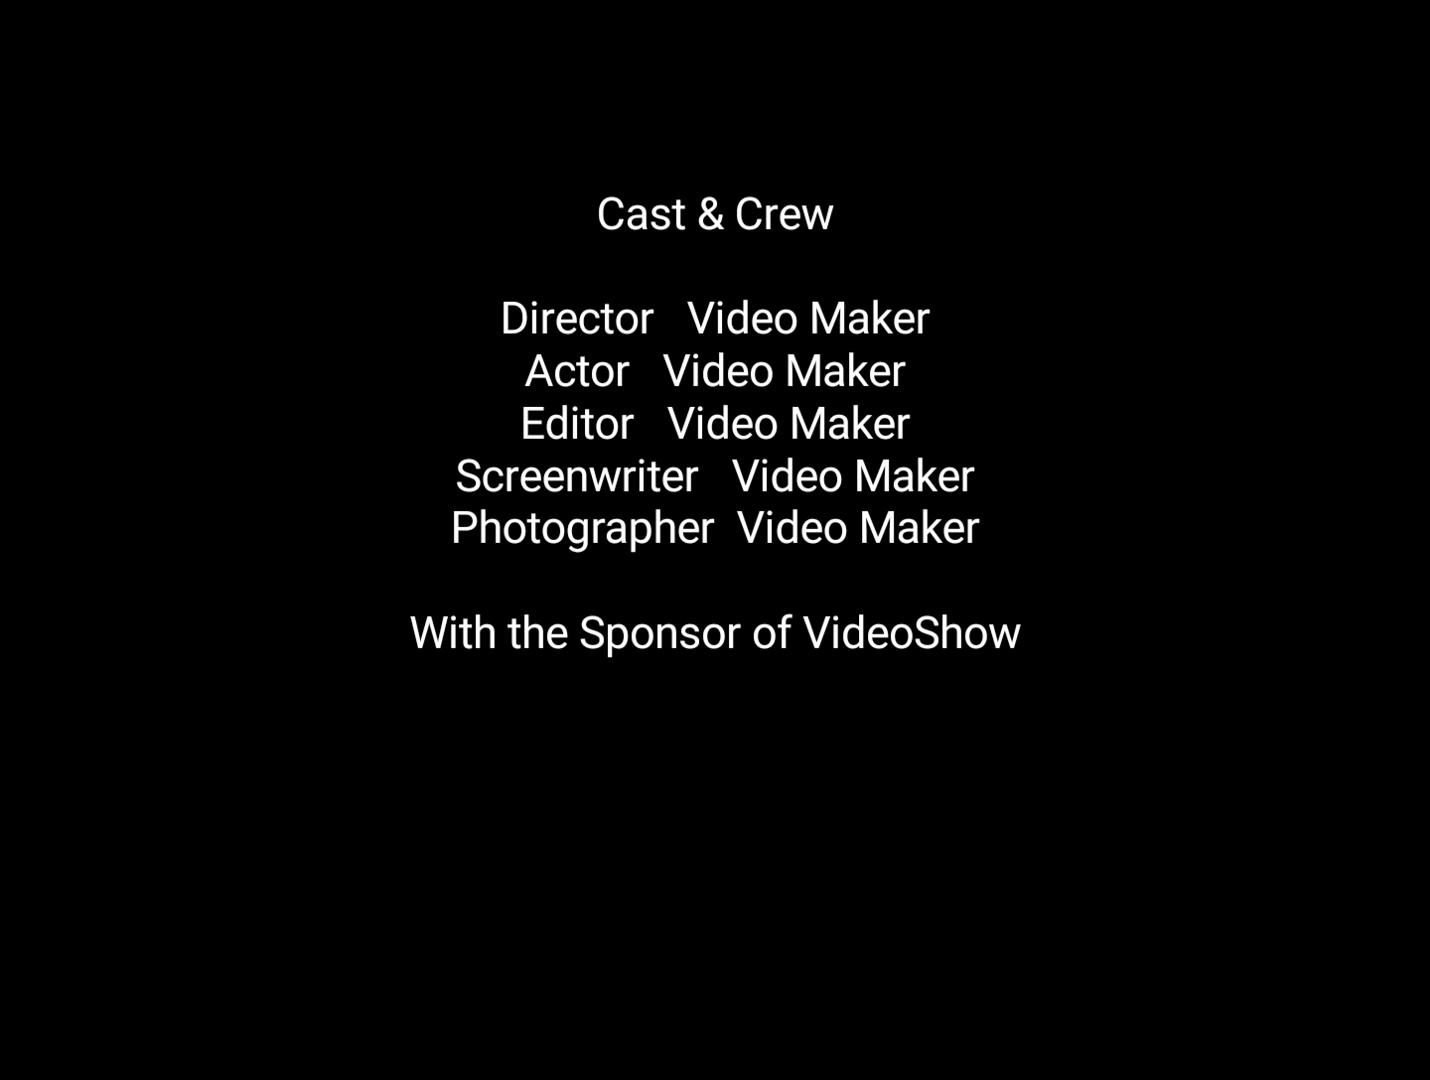 Cast & Crew
Director Video Maker
Actor Video Maker
Editor Video Maker
Screenwriter Video Maker
Photographer Video Maker
With the Sponsor of VideoShow